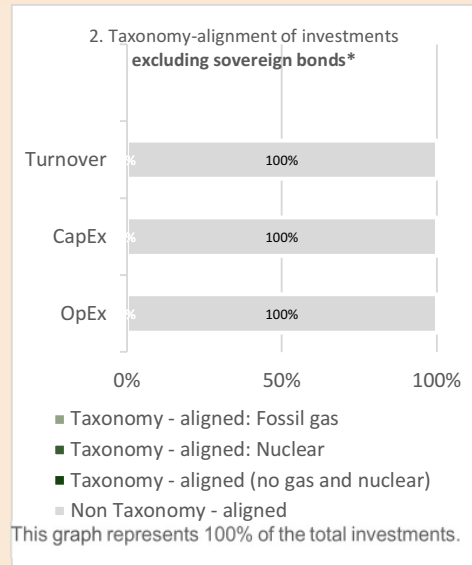 2. Taxonomy-alignment of investments
excluding sovereign bonds*
Turnover
100%
CapEx
100%
OpEx
100%
0%
50%
100%
Taxonomy - aligned: Fossil gas
Taxonomy - aligned: Nuclear
Taxonomy - aligned (no gas and nuclear)
Non Taxonomy - aligned
This graph represents 100% of the total investments.